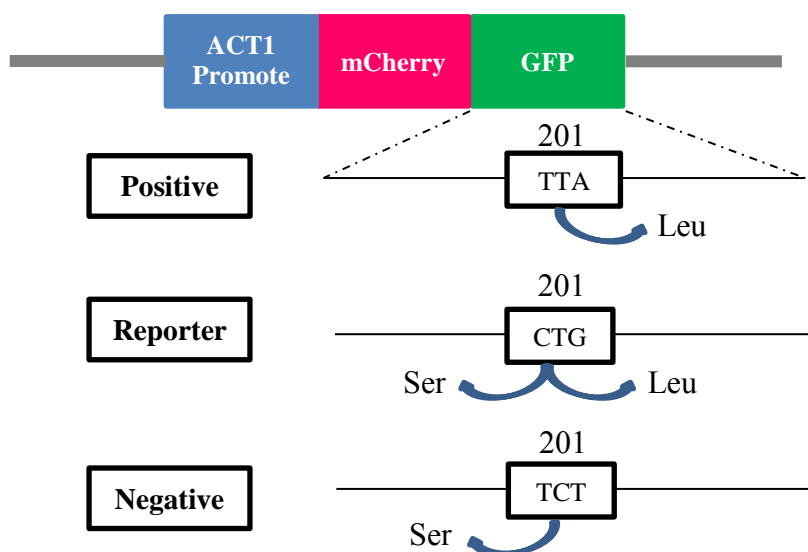 ACT1
Promote
mCherry
GFP
201
Positive
TTA
Leu
201
Reporter
CTG
Ser
Leu
201
Negative
TCT
Ser